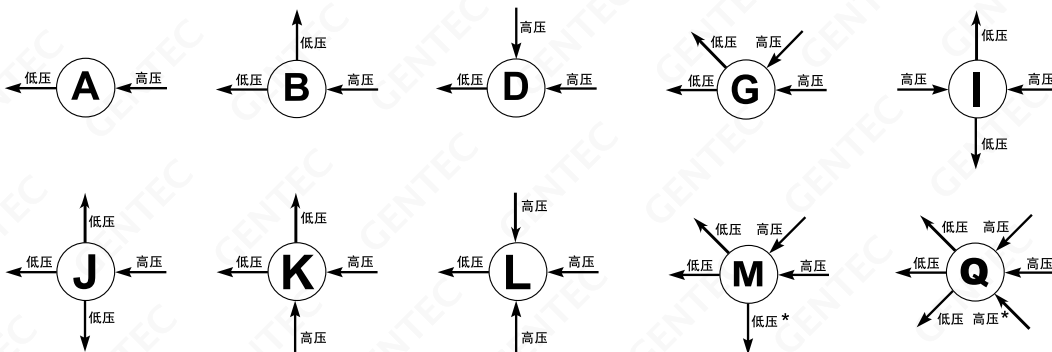 低压 A 高压
低压 B 低压 高压
高压 低压 D 高压
低压 高压 低压 G 高压
低压 高压 I 高压 低压
低压 低压 J 高压 低压
低压 低压 K 高压 高压
高压 低压 L 高压 高压
低压 高压 低压 M 高压 低压*
低压 高压 低压 Q 高压 低压 高压*
GENTEC